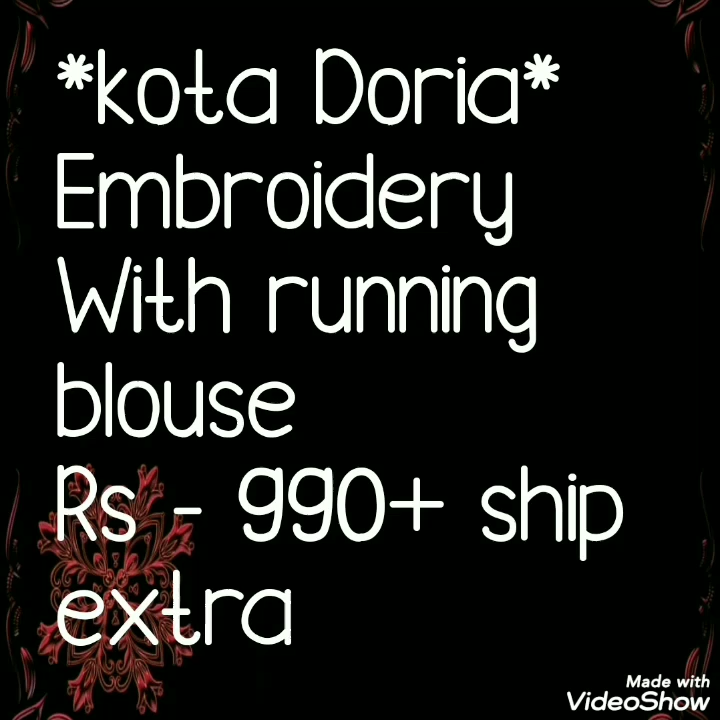 *kota Doria*
Embroidery
With running
blouse
Rs - 990+ ship
extra
Made with
VideoShow